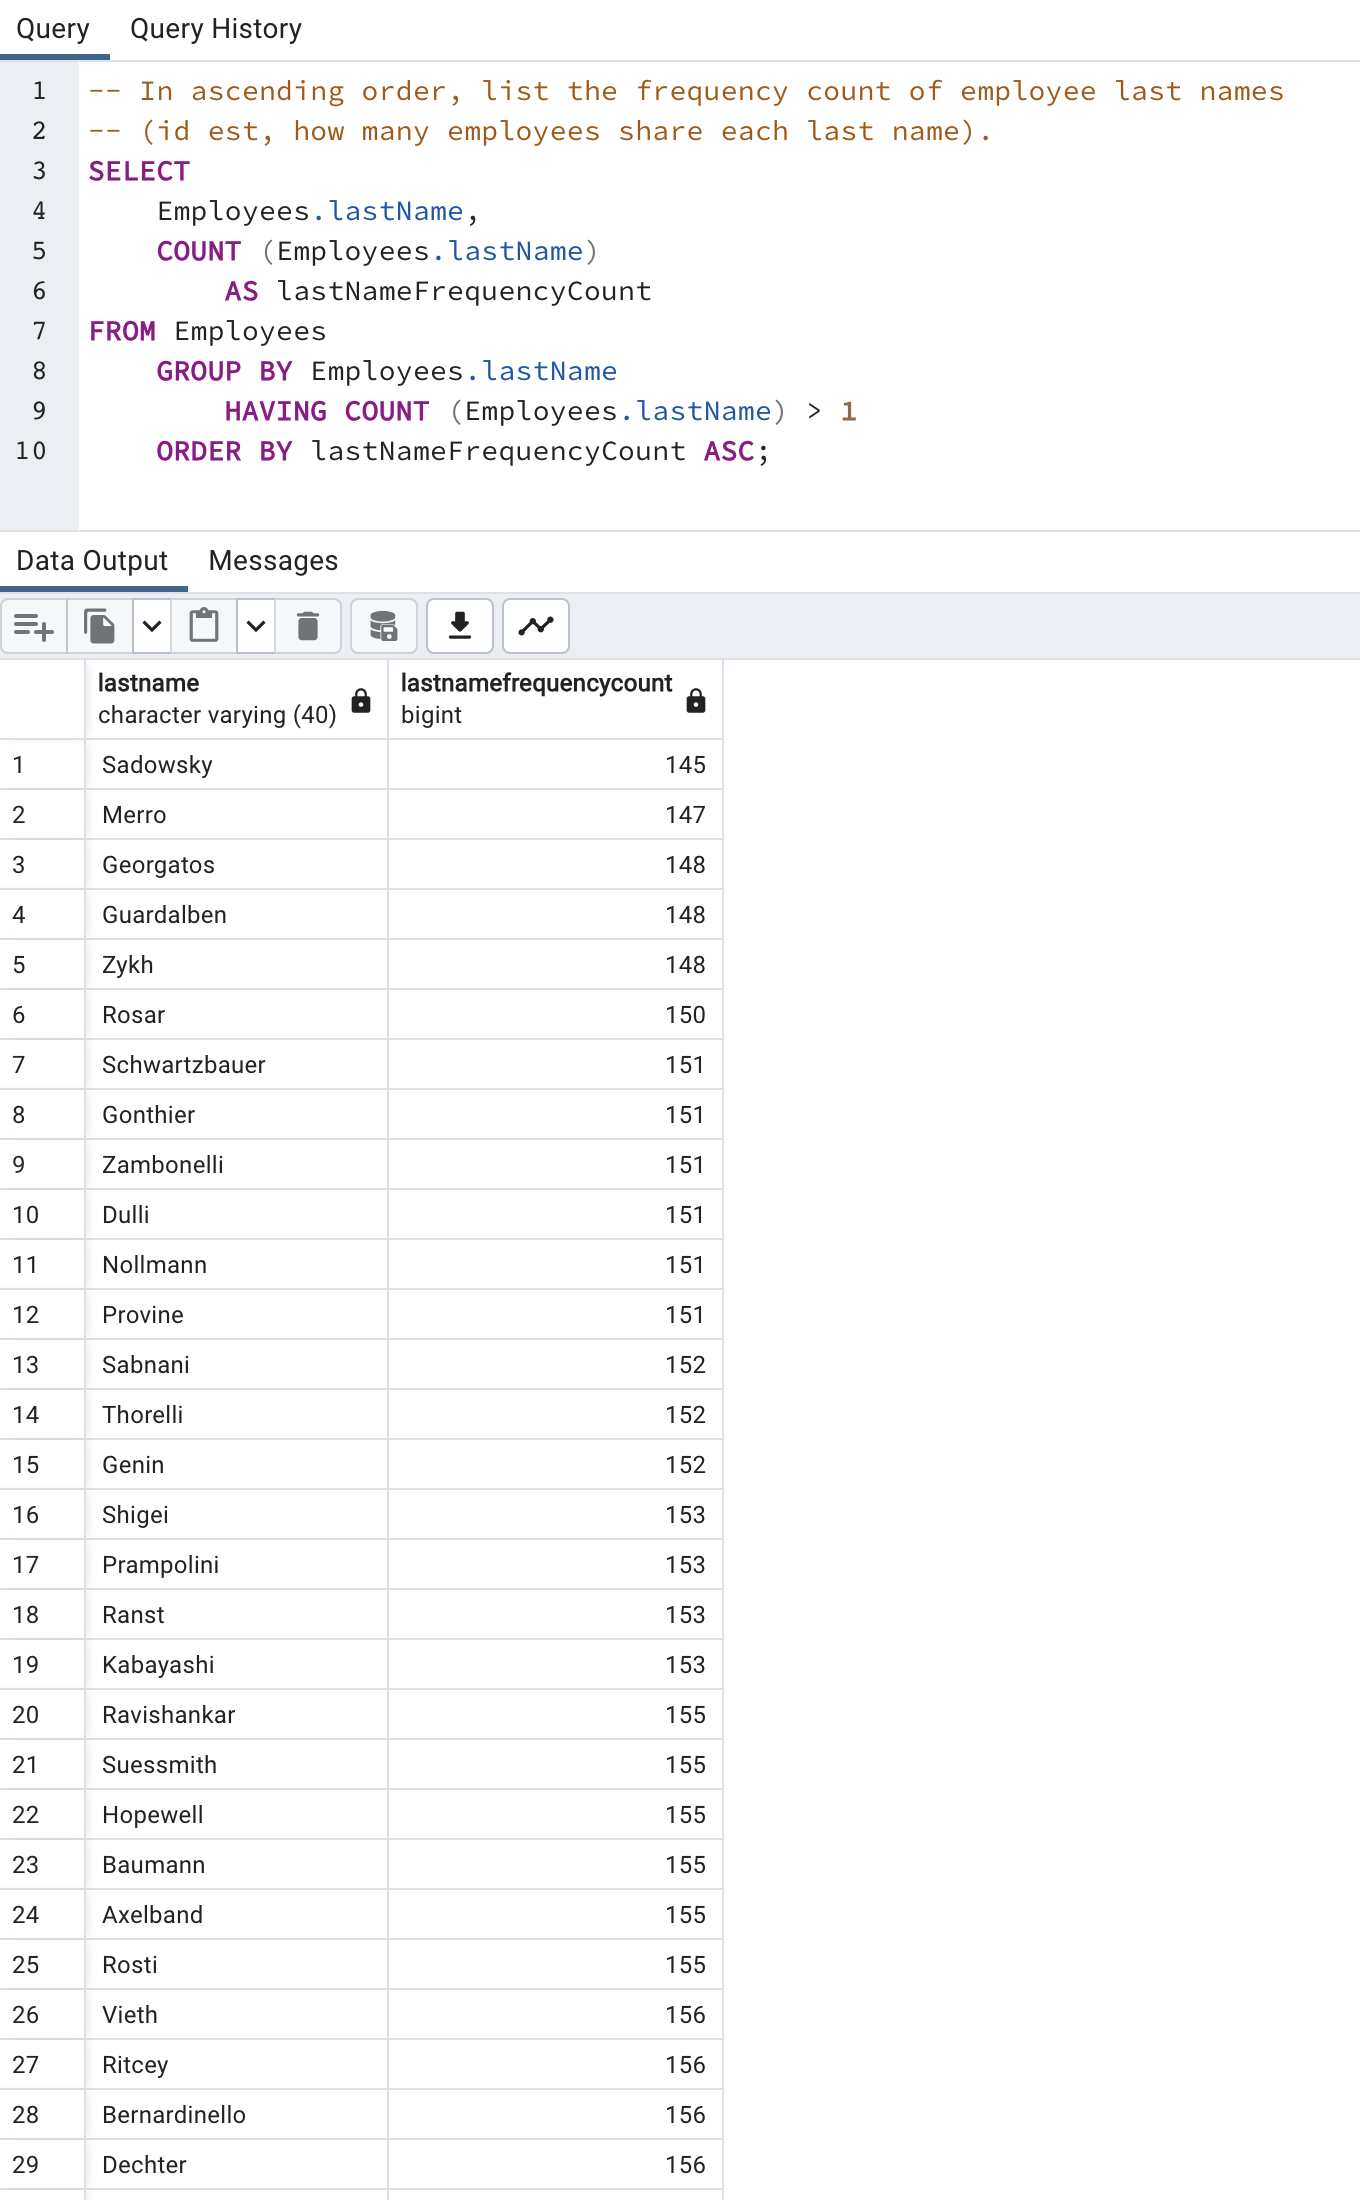 Query Query History
1 -- In ascending order, list the frequency count of employee last names
2 -- (id est, how many employees share each last name).
3 SELECT
4 Employees.lastName,
5 COUNT (Employees.lastName)
6 AS lastNameFrequencyCount
7 FROM Employees
8 GROUP BY Employees.lastName
9 HAVING COUNT (Employees.lastName) > 1
10 ORDER BY lastNameFrequencyCount ASC;
Data Output Messages
lastname lastnamefrequencycount
character varying (40) bigint
1 Sadowsky 145
2 Merro 147
3 Georgatos 148
4 Guardalben 148
5 Zykh 148
6 Rosar 150
7 Schwartzbauer 151
8 Gonthier 151
9 Zambonelli 151
10 Dulli 151
11 Nollmann 151
12 Provine 151
13 Sabnani 152
14 Thorelli 152
15 Genin 152
16 Shigei 153
17 Prampolini 153
18 Ranst 153
19 Kabayashi 153
20 Ravishankar 155
21 Suessmith 155
22 Hopewell 155
23 Baumann 155
24 Axelband 155
25 Rosti 155
26 Vieth 156
27 Ritcey 156
28 Bernardinello 156
29 Dechter 156